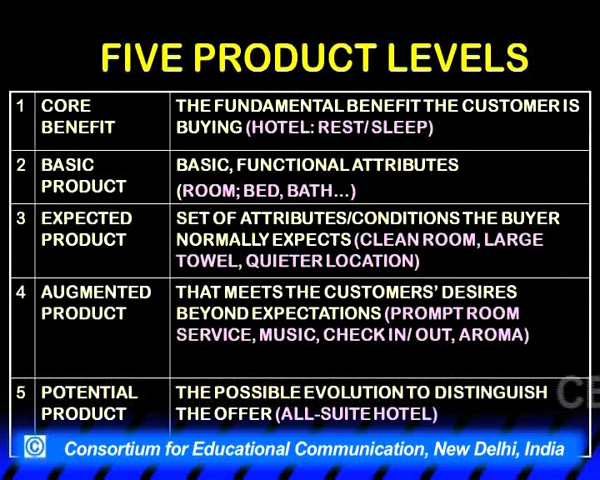 FIVE PRODUCT LEVELS
1 CORE BENEFIT THE FUNDAMENTAL BENEFIT THE CUSTOMER IS BUYING (HOTEL: REST/ SLEEP)
2 BASIC PRODUCT BASIC, FUNCTIONAL ATTRIBUTES (ROOM; BED, BATH...)
3 EXPECTED PRODUCT SET OF ATTRIBUTES/CONDITIONS THE BUYER NORMALLY EXPECTS (CLEAN ROOM, LARGE TOWEL, QUIETER LOCATION)
4 AUGMENTED PRODUCT THAT MEETS THE CUSTOMERS' DESIRES BEYOND EXPECTATIONS (PROMPT ROOM SERVICE, MUSIC, CHECK IN/ OUT, AROMA)
5 POTENTIAL PRODUCT THE POSSIBLE EVOLUTION TO DISTINGUISH THE OFFER (ALL-SUITE HOTEL)
© Consortium for Educational Communication, New Delhi, India